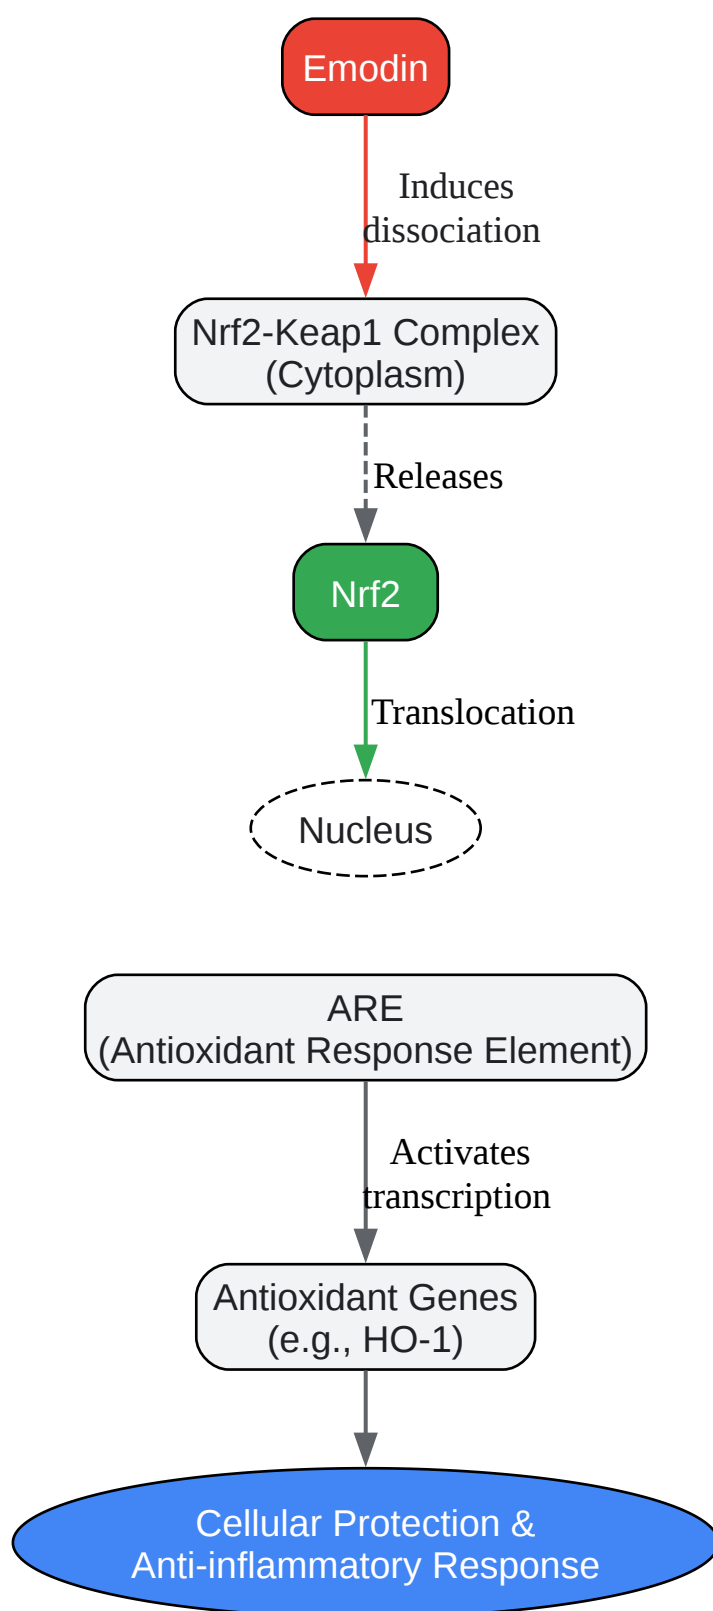 Emodin
Induces
dissociation
Nrf2-Keap1 Complex
(Cytoplasm)
Releases
Nrf2
Translocation
Nucleus
ARE
(Antioxidant Response Element)
Activates
transcription
Antioxidant Genes
(e.g., HO-1)
Cellular Protection &
Anti-inflammatory Response